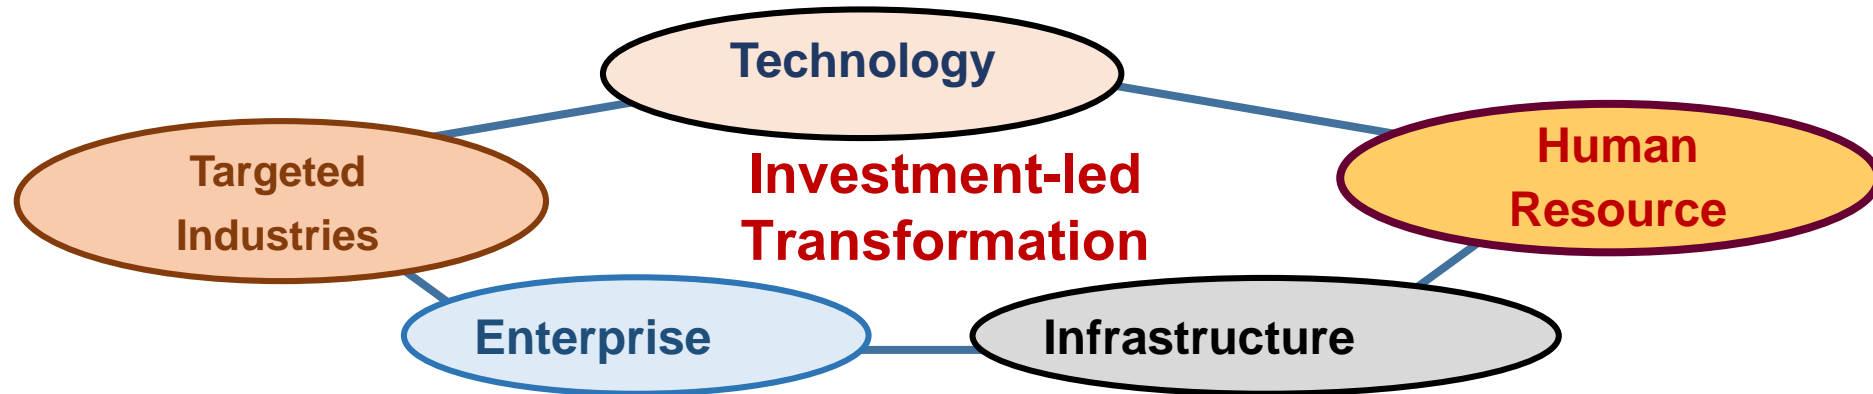 Technology
Targeted
Industries
Investment-led
Transformation
Human
Resource
Enterprise
Infrastructure